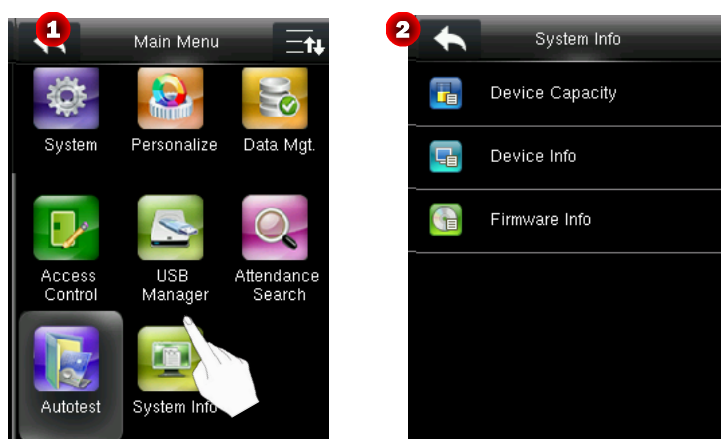 1
Main Menu
System
Personalize
Data Mgt.
Access
Control
USB
Manager
Attendance
Search
Autotest
System Info
2
System Info
Device Capacity
Device Info
Firmware Info